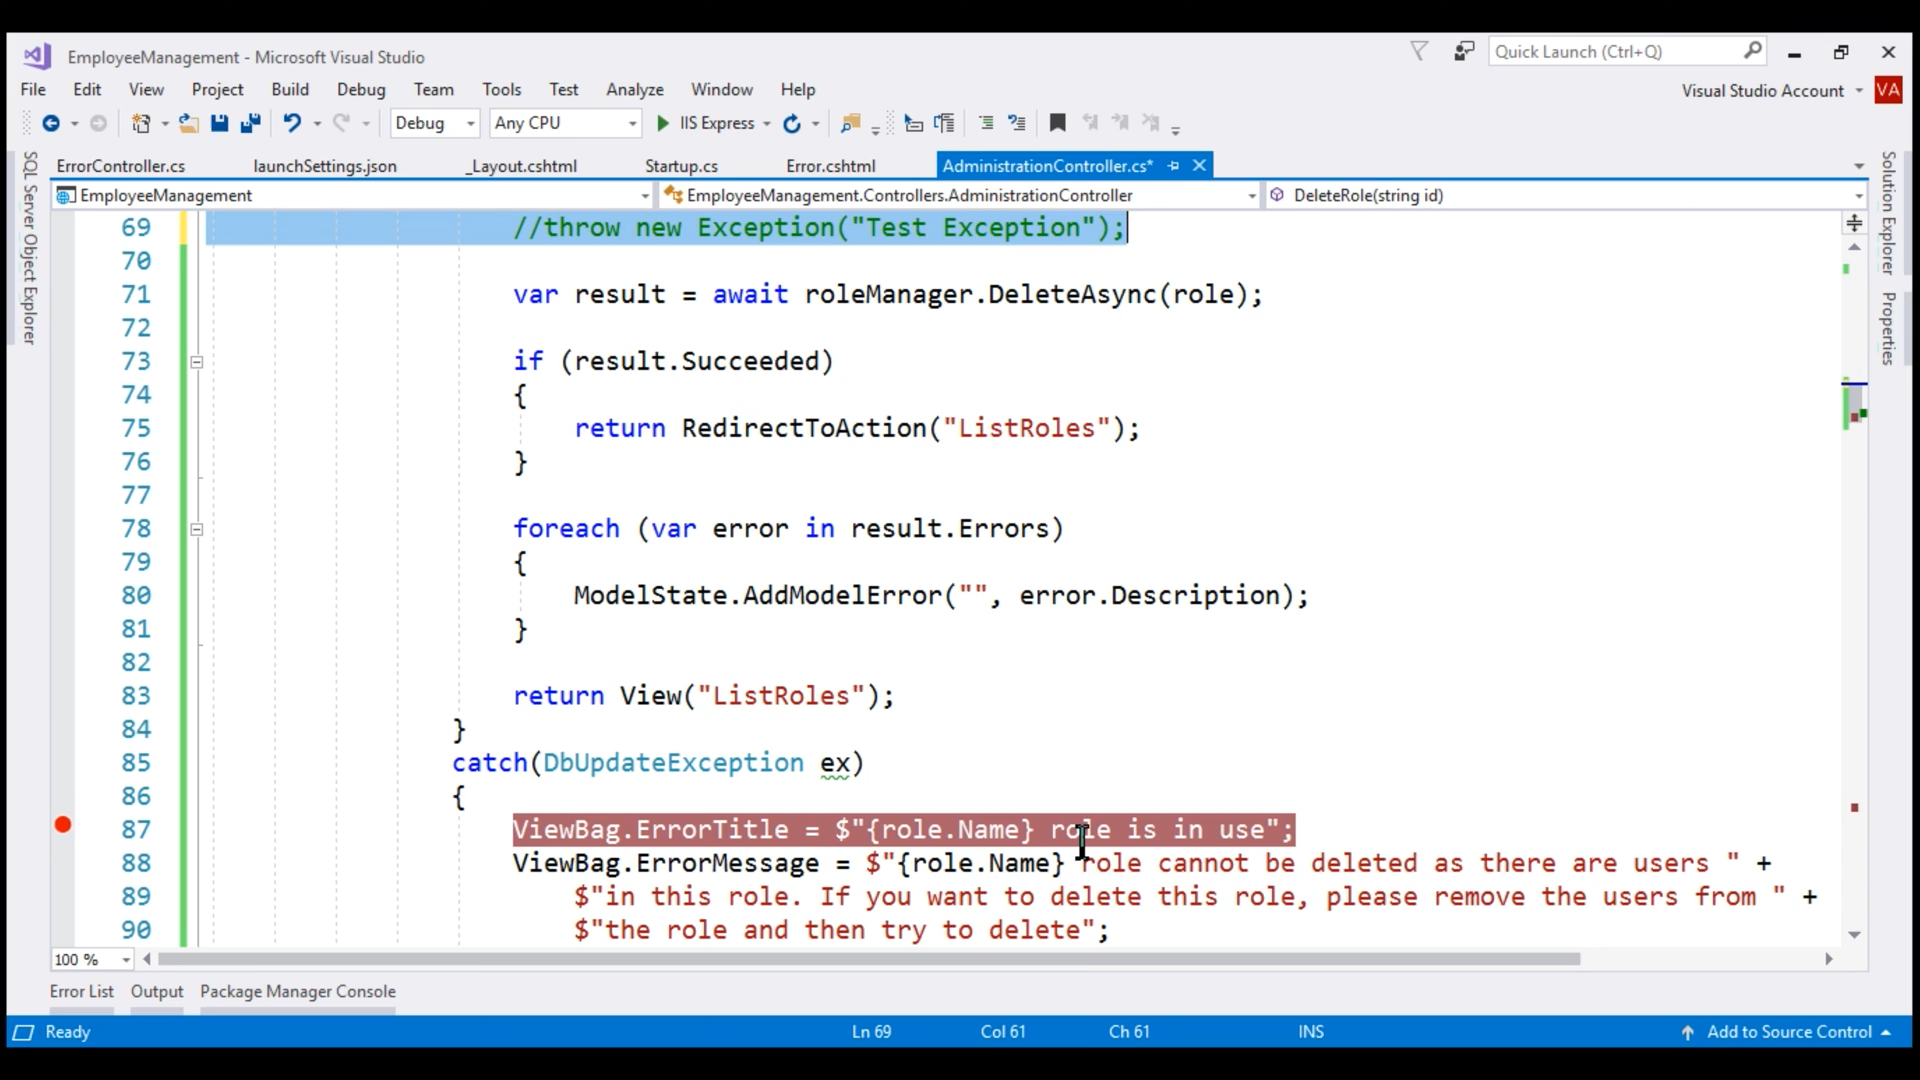 EmployeeManagement - Microsoft Visual Studio
Quick Launch (Ctrl+Q)
File Edit View Project Build Debug Team Tools Test Analyze Window Help
Visual Studio Account VA
Debug Any CPU IIS Express
ErrorController.cs launchSettings.json _Layout.cshtml Startup.cs Error.cshtml AdministrationController.cs*
EmployeeManagement EmployeeManagement.Controllers.AdministrationController DeleteRole(string id)
SQL Server Object Explorer
Solution Explorer
Properties
69 //throw new Exception("Test Exception");
70
71 var result = await roleManager.DeleteAsync(role);
72
73 if (result.Succeeded)
74 {
75 return RedirectToAction("ListRoles");
76 }
77
78 foreach (var error in result.Errors)
79 {
80 ModelState.AddModelError("", error.Description);
81 }
82
83 return View("ListRoles");
84 }
85 catch(DbUpdateException ex)
86 {
87 ViewBag.ErrorTitle = $"{role.Name} role is in use";
88 ViewBag.ErrorMessage = $"{role.Name} role cannot be deleted as there are users " +
89 $"in this role. If you want to delete this role, please remove the users from " +
90 $"the role and then try to delete";
100 %
Error List Output Package Manager Console
Ready Ln 69 Col 61 Ch 61 INS Add to Source Control